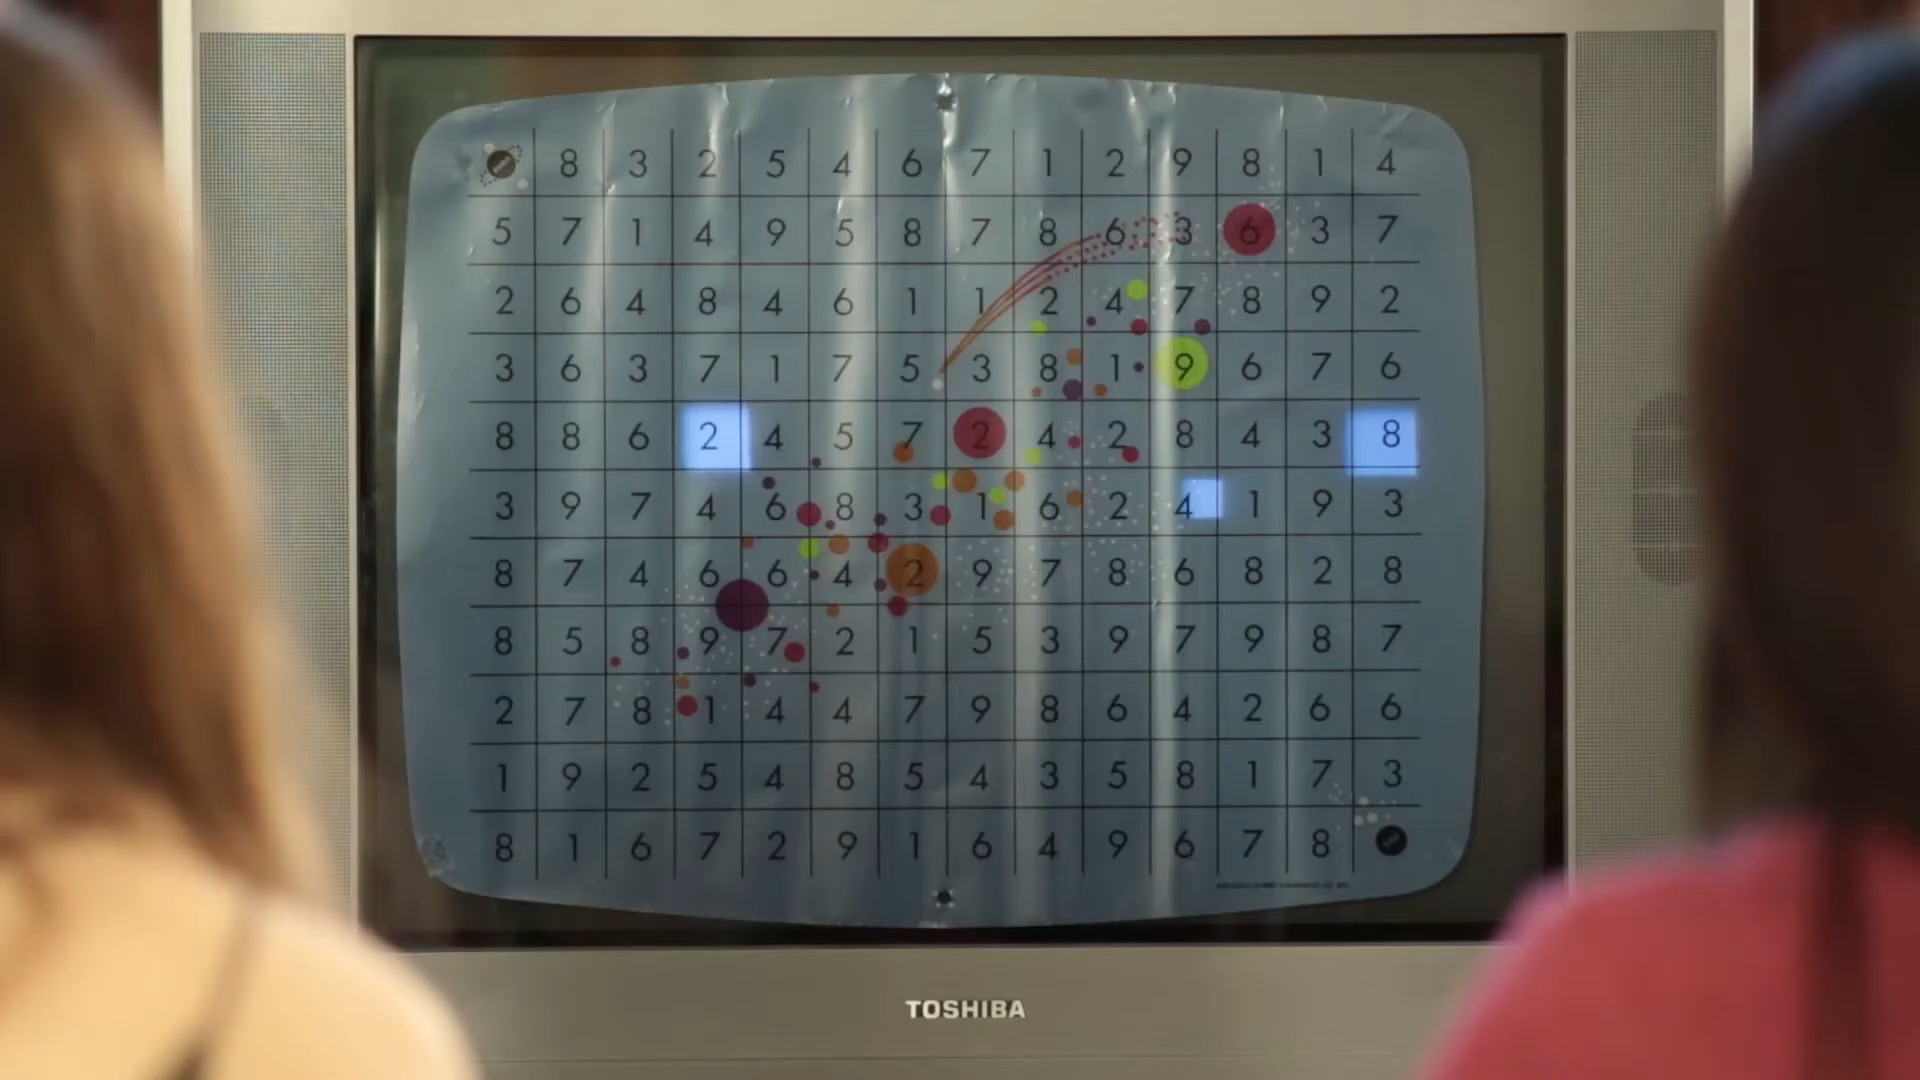 8 3 2 5 4 6 7 1 2 9 8 1 4
5 7 1 4 9 5 8 7 8 6 3 6 3 7
2 6 4 8 4 6 1 1 2 4 7 8 9 2
3 6 3 7 1 7 5 3 8 1 9 6 7 6
8 8 6 2 4 5 7 2 4 2 8 4 3 8
3 9 7 4 6 8 3 1 6 2 4 1 9 3
8 7 4 6 6 4 2 9 7 8 6 8 2 8
8 5 8 9 7 2 1 5 3 9 7 9 8 7
2 7 8 1 4 4 7 9 8 6 4 2 6 6
1 9 2 5 4 8 5 4 3 5 8 1 7 3
8 1 6 7 2 9 1 6 4 9 6 7 8
TOSHIBA